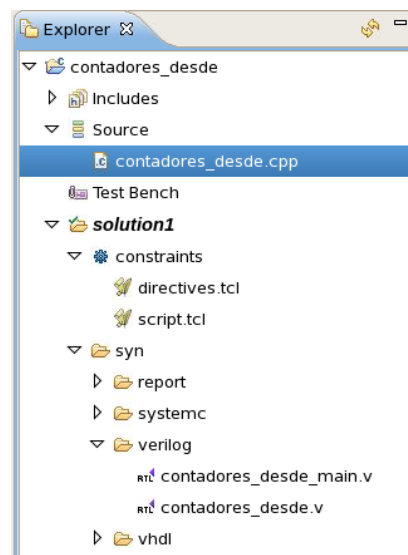 Explorer
contadores_desde
Includes
Source
contadores_desde.cpp
Test Bench
solution1
constraints
directives.tcl
script.tcl
syn
report
systemc
verilog
contadores_desde_main.v
contadores_desde.v
vhdl